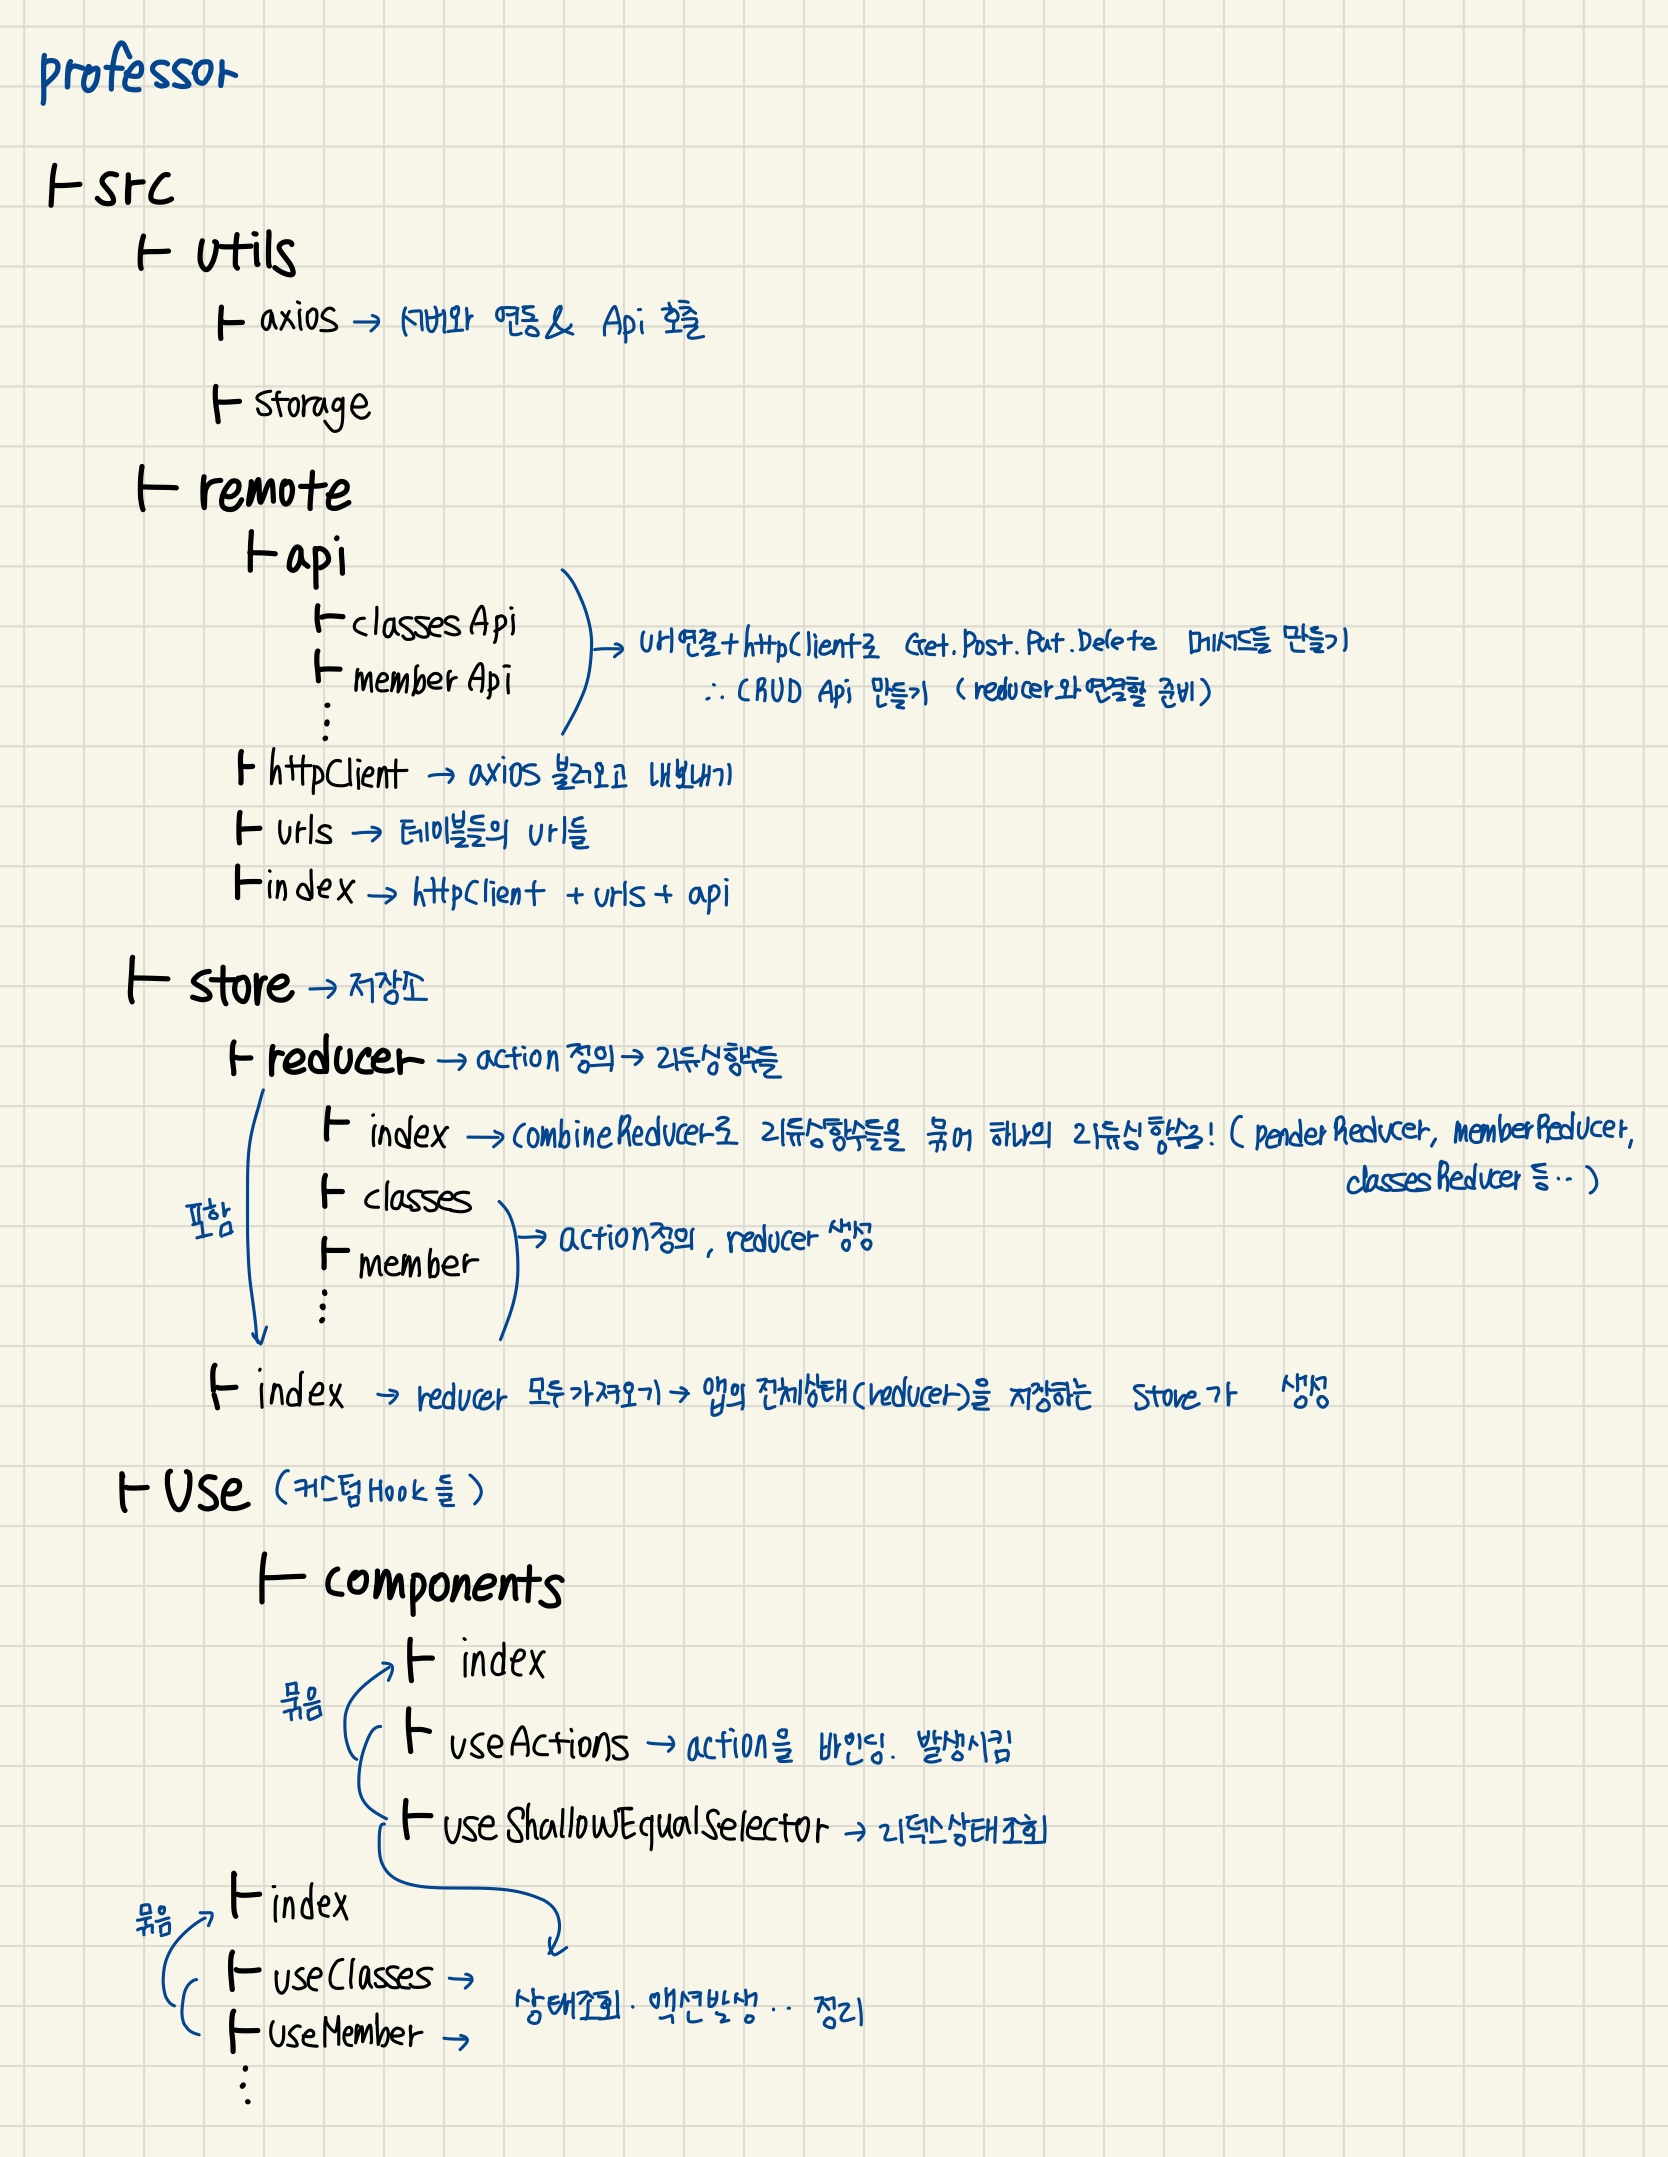 professor
├ src
├ utils
├ axios → 서버와 연동 & Api 호출
├ storage
├ remote
├ api
├ classesApi
├ memberApi
→ 연결+httpClient로 Get.Post.Put.Delete 메서드들 만들기
∴ CRUD Api 만들기 (reducer와 연결할 준비)
⋮
├ httpClient → axios 불러오고 내보내기
├ urls → 테이블들의 url들
├ index → httpClient + urls + api
├ store → 저장소
├ reducer → action 정의 → 리듀싱함수들
├ index → combineReducer로 리듀싱함수들을 묶어 하나의 리듀싱 함수로! (penderReducer, memberReducer,
classesReducer 등··)
├ classes
포함
→ action정의, reducer 생성
├ member
⋮
├ index → reducer 모두가져오기 → 앱의 전체상태(reducer)을 저장하는 Store가 생성
├ Use (커스텀Hook들)
├ components
├ index
묶음
├ useActions → action을 바인딩. 발생시킴
├ useShallowEqualSelector → 리덕스상태조회
├ index
묶음
├ useClasses →
상태조회· 액션발생·· 정리
├ useMember →
⋮